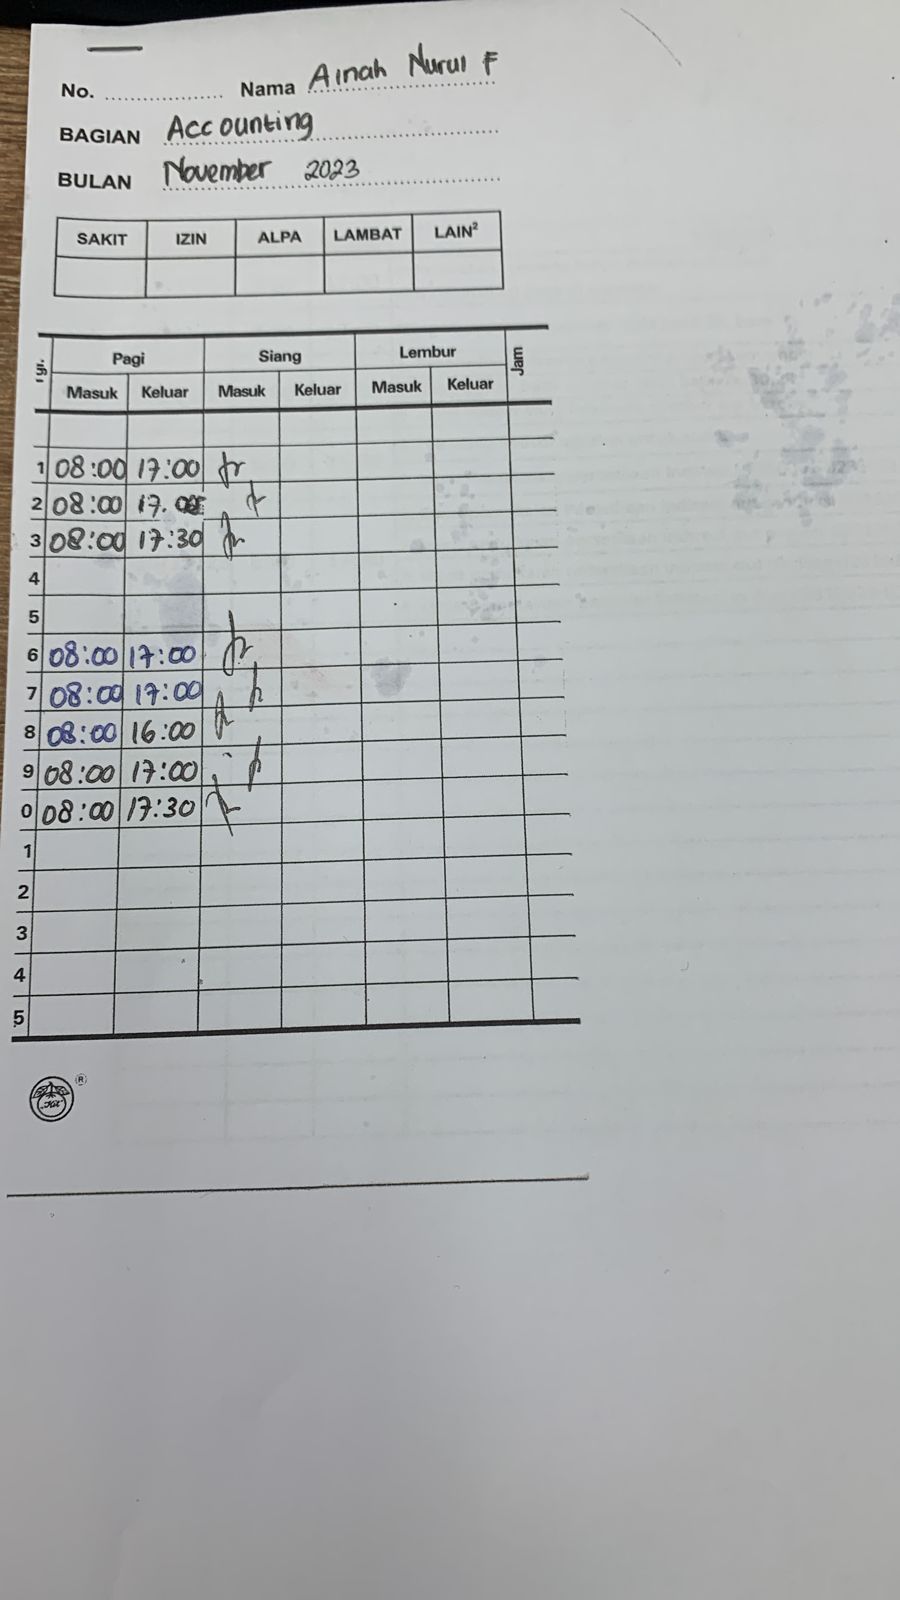 No. .................. Nama Ainah Nurul F
BAGIAN Accounting
BULAN November 2023
SAKIT IZIN ALPA LAMBAT LAIN²
Tgl. Pagi Siang Lembur Jam
Masuk Keluar Masuk Keluar Masuk Keluar
1 08:00 17:00
2 08:00 17.00
3 08:00 17:30
4
5
6 08:00 17:00
7 08:00 17:00
8 08:00 16:00
9 08:00 17:00
0 08:00 17:30
1
2
3
4
5
®